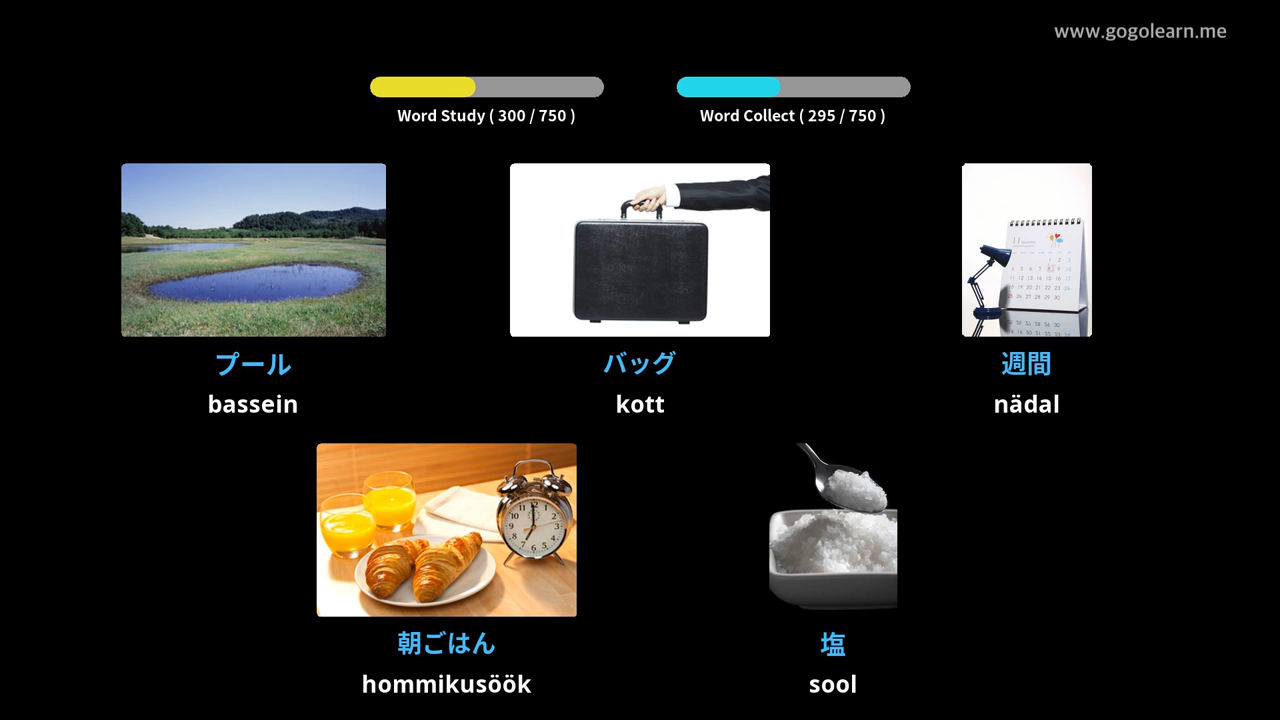 www.gogolearn.me
Word Study ( 300 / 750 )
Word Collect ( 295 / 750 )
プール
bassein
バッグ
kott
週間
nädal
朝ごはん
hommikusöök
塩
sool